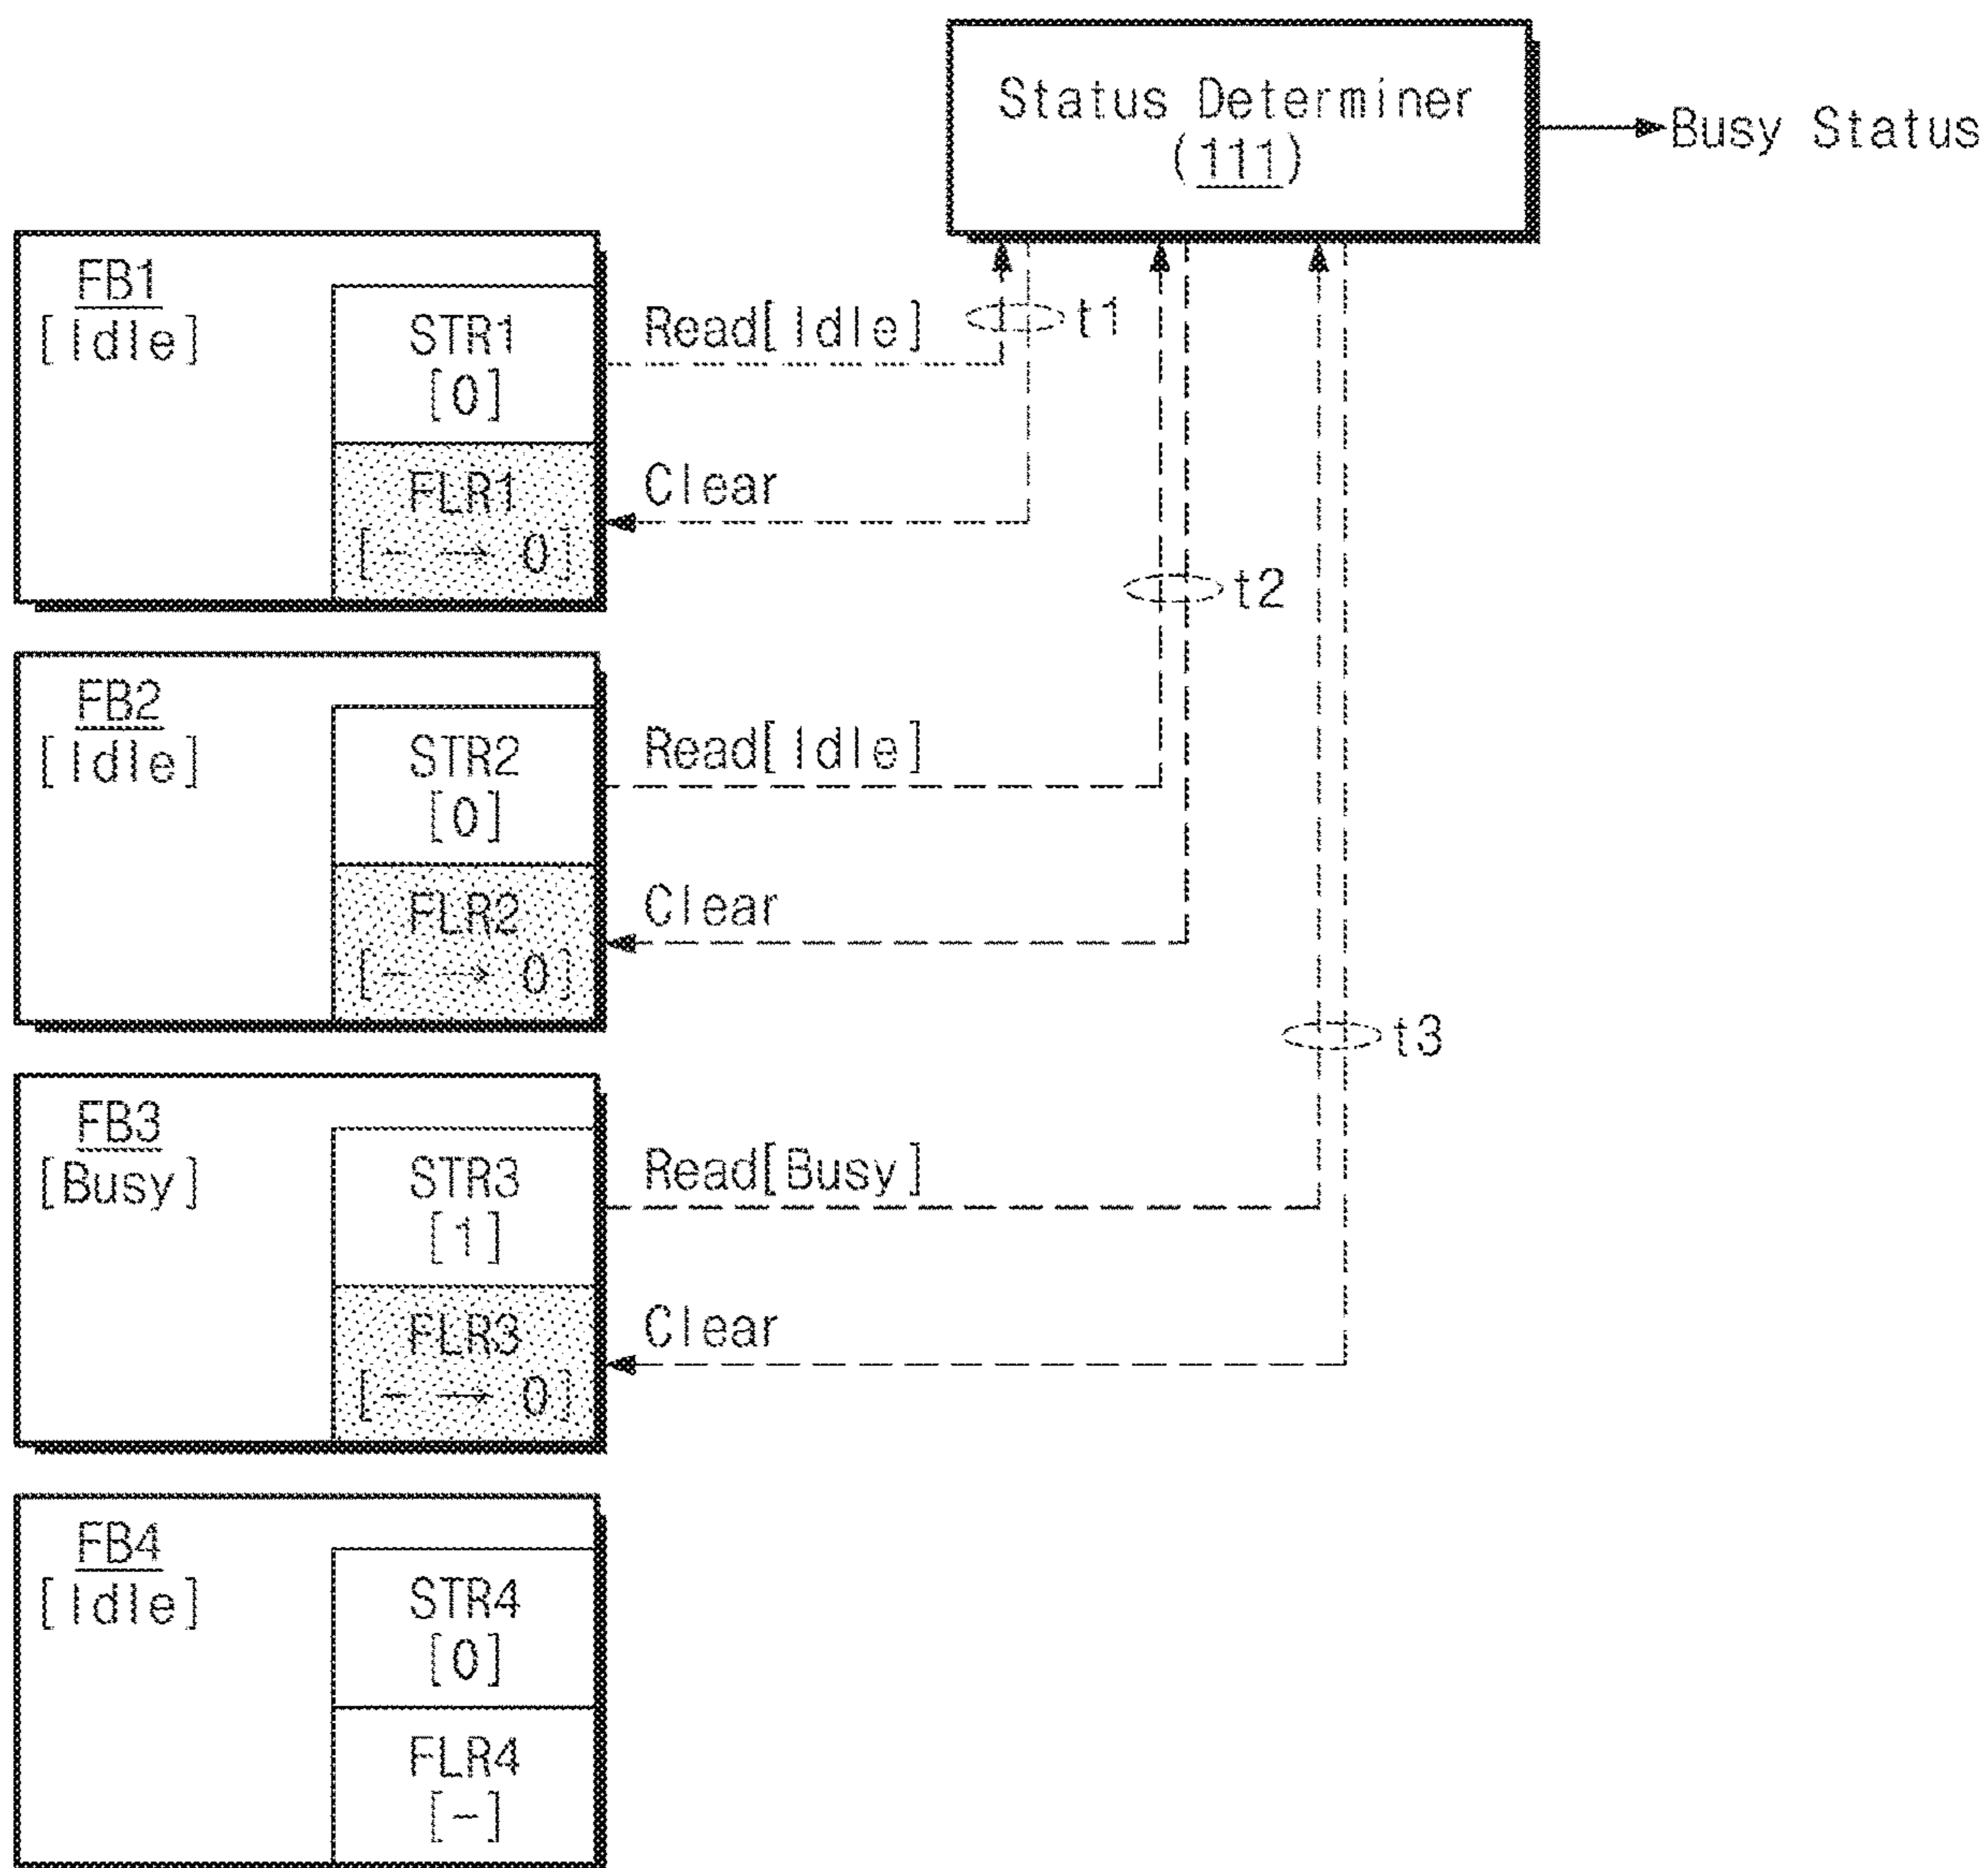 Status Determiner
(111)
Busy Status
FB1
[Idle]
STR1
[0]
Read[Idle]
t1
FLR1
[- → 0]
Clear
t2
FB2
[Idle]
STR2
[0]
Read[Idle]
FLR2
[- → 0]
Clear
t3
FB3
[Busy]
STR3
[1]
Read[Busy]
FLR3
[- → 0]
Clear
FB4
[Idle]
STR4
[0]
FLR4
[-]